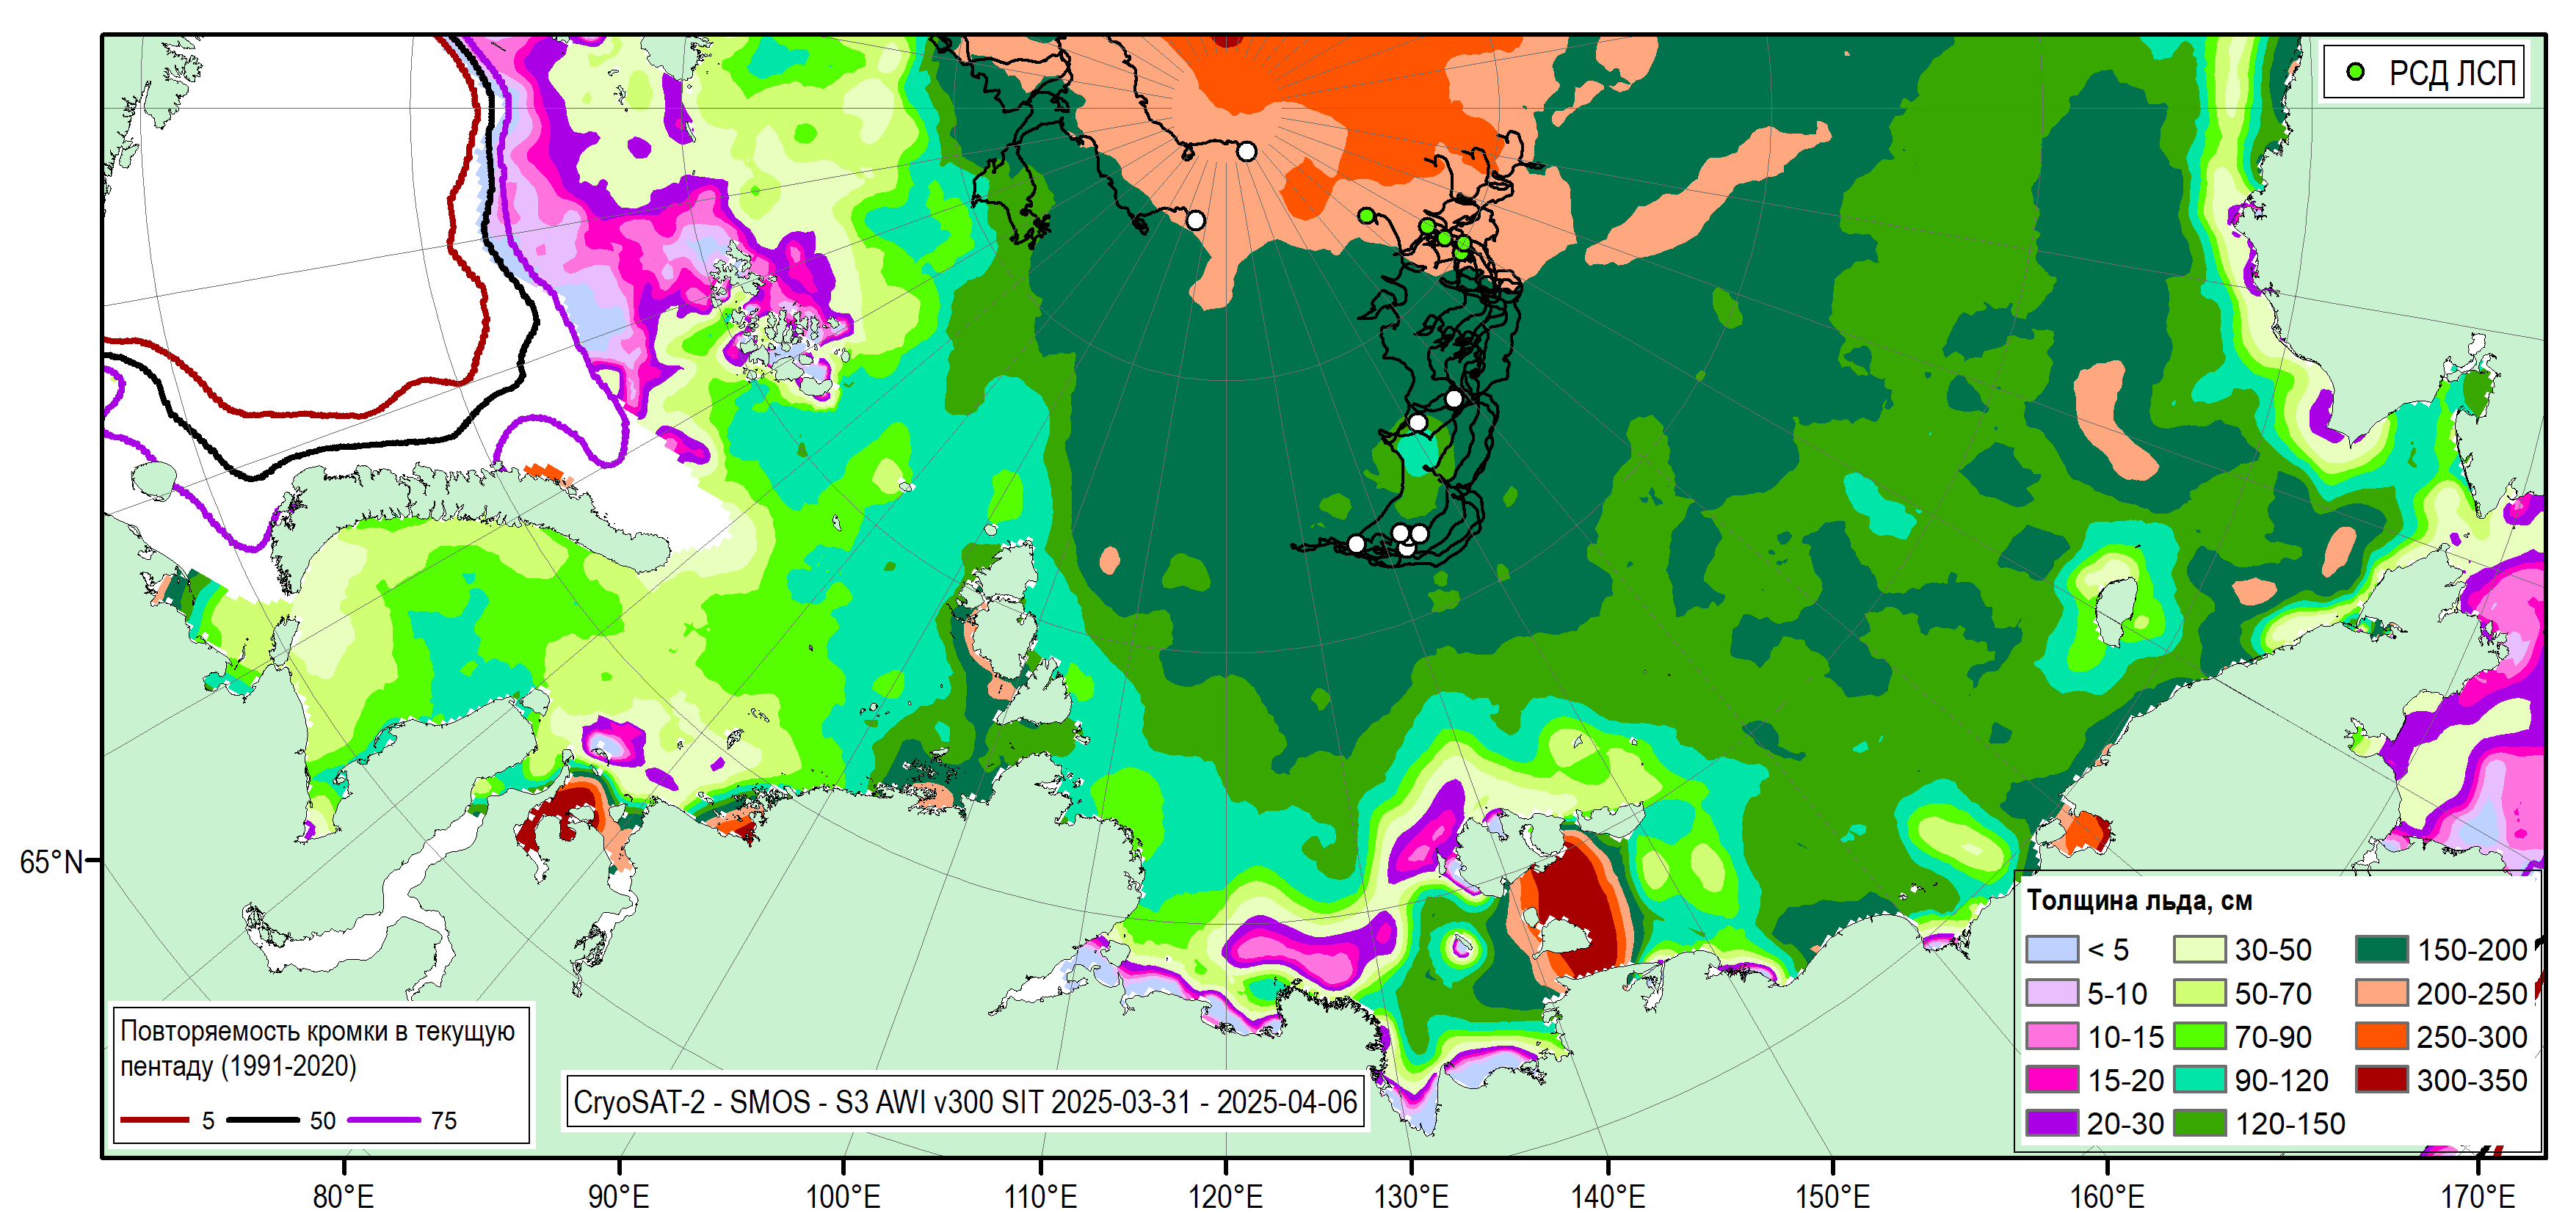 РСД ЛСП
65°N
Толщина льда, см
< 5 30-50 150-200
5-10 50-70 200-250
10-15 70-90 250-300
15-20 90-120 300-350
20-30 120-150
Повторяемость кромки в текущую
пентаду (1991-2020)
5 50 75
CryoSAT-2 - SMOS - S3 AWI v300 SIT 2025-03-31 - 2025-04-06
80°E 90°E 100°E 110°E 120°E 130°E 140°E 150°E 160°E 170°E